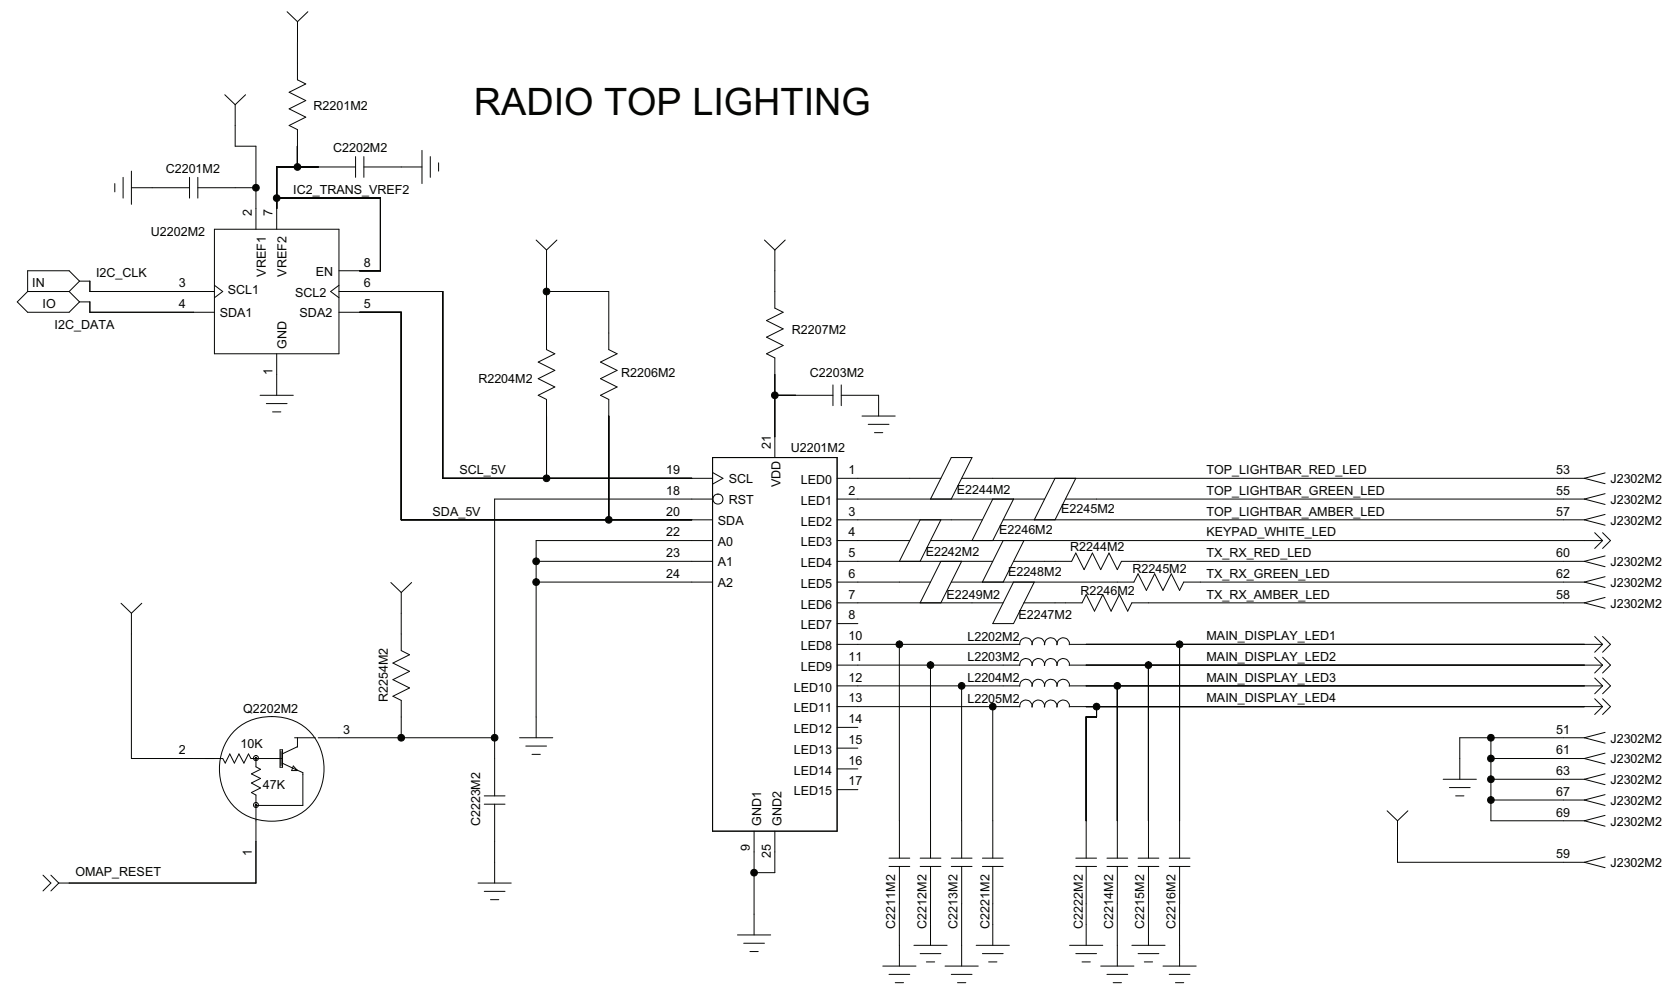 RADIO TOP LIGHTING
R2201M2
C2202M2
C2201M2
IC2_TRANS_VREF2
2
7
U2202M2
VREF1
VREF2
EN
8
IN
I2C_CLK
3
SCL1
SCL2
6
IO
4
SDA1
SDA2
5
I2C_DATA
GND
1
R2204M2
R2206M2
R2207M2
C2203M2
21
U2201M2
VDD
SCL_5V
19
SCL
18
RST
SDA_5V
20
SDA
22
A0
23
A1
24
A2
LED0
1
E2244M2
TOP_LIGHTBAR_RED_LED
53
J2302M2
LED1
2
E2245M2
TOP_LIGHTBAR_GREEN_LED
55
J2302M2
LED2
3
E2246M2
TOP_LIGHTBAR_AMBER_LED
57
J2302M2
LED3
4
E2242M2
KEYPAD_WHITE_LED
LED4
5
E2248M2
R2244M2
TX_RX_RED_LED
60
J2302M2
LED5
6
E2249M2
R2245M2
TX_RX_GREEN_LED
62
J2302M2
LED6
7
E2247M2
R2246M2
TX_RX_AMBER_LED
58
J2302M2
LED7
8
LED8
10
L2202M2
MAIN_DISPLAY_LED1
LED9
11
L2203M2
MAIN_DISPLAY_LED2
LED10
12
L2204M2
MAIN_DISPLAY_LED3
LED11
13
L2205M2
MAIN_DISPLAY_LED4
LED12
14
LED13
15
LED14
16
LED15
17
GND1
GND2
9
25
R2254M2
Q2202M2
10K
47K
2
3
1
C2223M2
OMAP_RESET
C2211M2
C2212M2
C2213M2
C2221M2
C2222M2
C2214M2
C2215M2
C2216M2
51
J2302M2
61
J2302M2
63
J2302M2
67
J2302M2
69
J2302M2
59
J2302M2